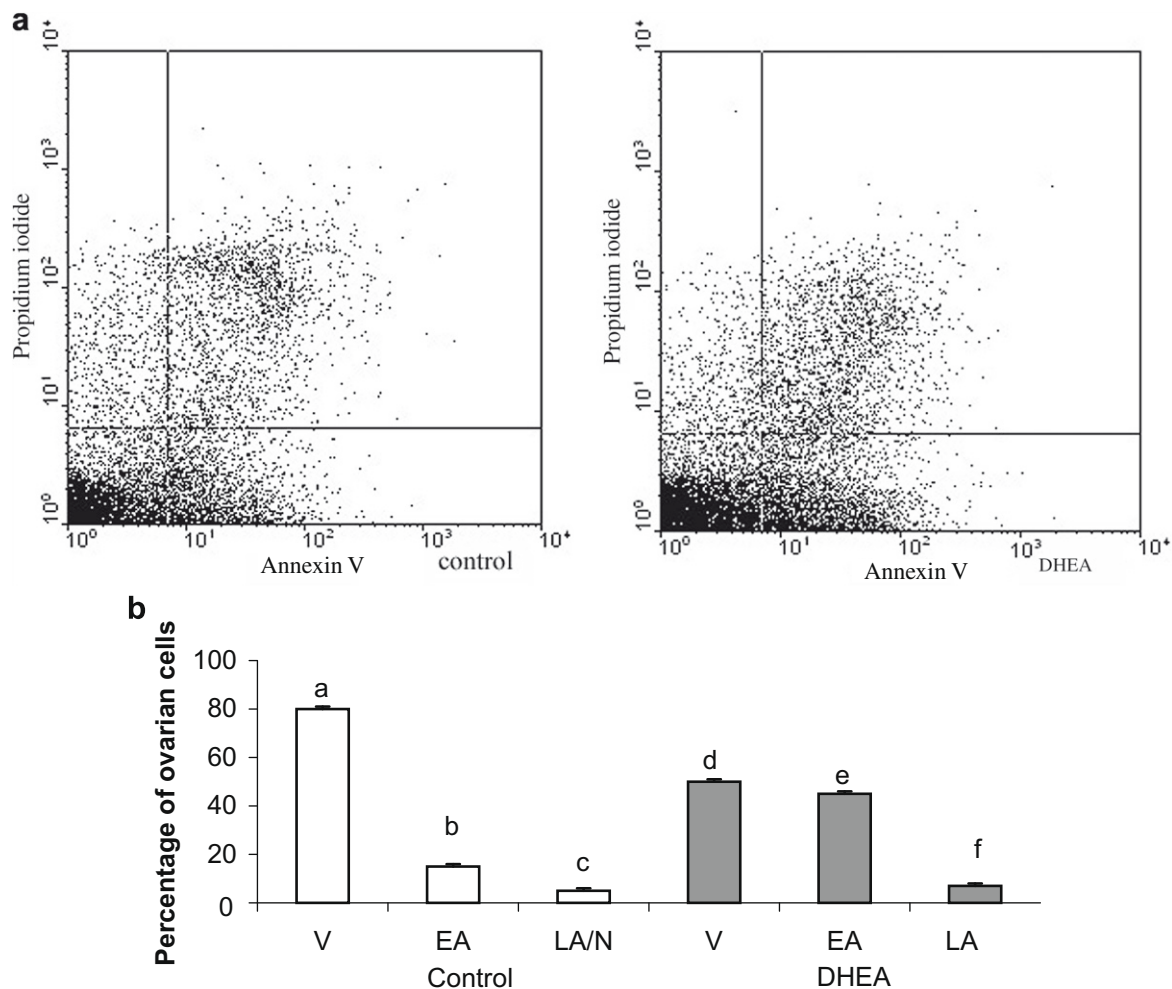 a
Propidium iodide
10⁴
10³
10²
10¹
10⁰
10⁰ 10¹ 10² 10³ 10⁴
Annexin V control
Propidium iodide
10⁴
10³
10²
10¹
10⁰
10⁰ 10¹ 10² 10³ 10⁴
Annexin V DHEA
b
Percentage of ovarian cells
100
80
60
40
20
0
a
b
c
d
e
f
V EA LA/N V EA LA
Control DHEA